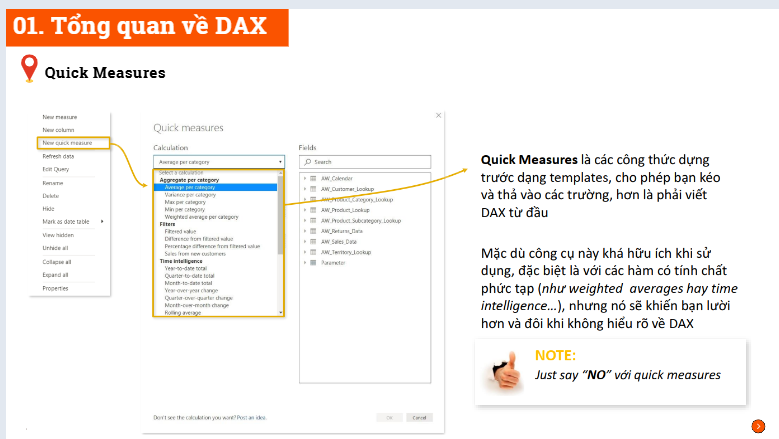 01. Tổng quan về DAX
Quick Measures
New measure
New column
New quick measure
Refresh data
Edit Query
Rename
Delete
Hide
Mark as date table
View hidden
Unhide all
Collapse all
Expand all
Properties
Quick measures
Calculation
Average per category
Select a calculation
Aggregate per category
Average per category
Variance per category
Max per category
Min per category
Weighted average per category
Filters
Filtered value
Difference from filtered value
Percentage difference from filtered value
Sales from new customers
Time intelligence
Year-to-date total
Quarter-to-date total
Month-to-date total
Year-over-year change
Quarter-over-quarter change
Month-over-month change
Rolling average
Fields
Search
AW_Calendar
AW_Customer_Lookup
AW_Product_Category_Lookup
AW_Product_Lookup
AW_Product_Subcategory_Lookup
AW_Returns_Data
AW_Sales_Data
AW_Territory_Lookup
Parameter
Don't see the calculation you want? Post an idea.
OK
Cancel
Quick Measures là các công thức dựng
trước dạng templates, cho phép bạn kéo
và thả vào các trường, hơn là phải viết
DAX từ đầu
Mặc dù công cụ này khá hữu ích khi sử
dụng, đặc biệt là với các hàm có tính chất
phức tạp (như weighted averages hay time
intelligence...), nhưng nó sẽ khiến bạn lười
hơn và đôi khi không hiểu rõ về DAX
NOTE:
Just say “NO” với quick measures